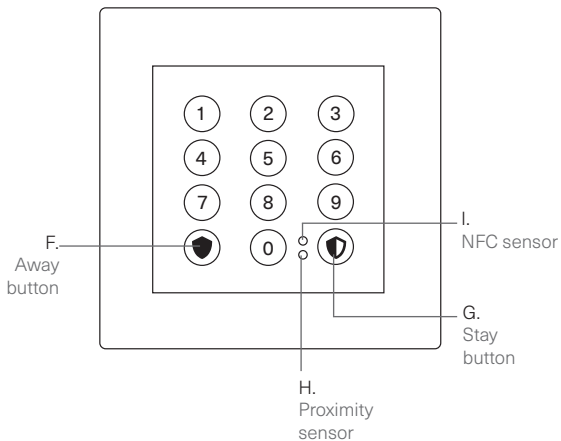 1 2 3
4 5 6
7 8 9
0
F.
Away
button
I.
NFC sensor
G.
Stay
button
H.
Proximity
sensor